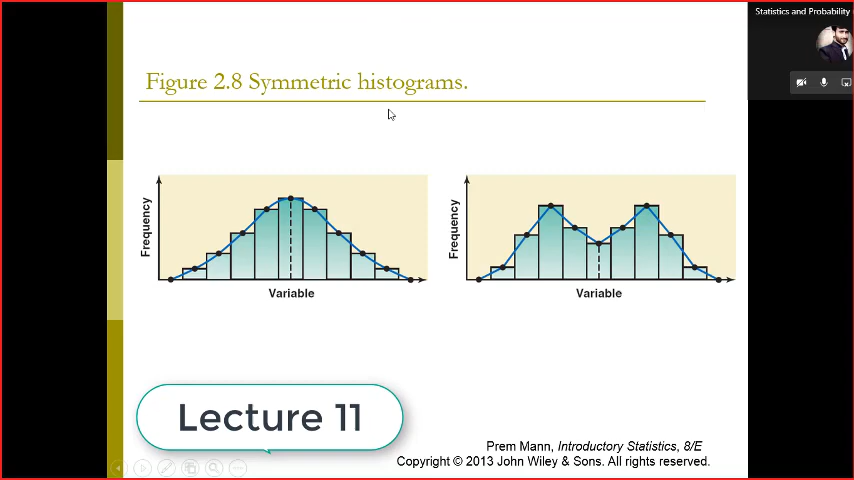 Statistics and Probability
Figure 2.8 Symmetric histograms.
Frequency
Variable
Frequency
Variable
Lecture 11
Prem Mann, Introductory Statistics, 8/E
Copyright © 2013 John Wiley & Sons. All rights reserved.